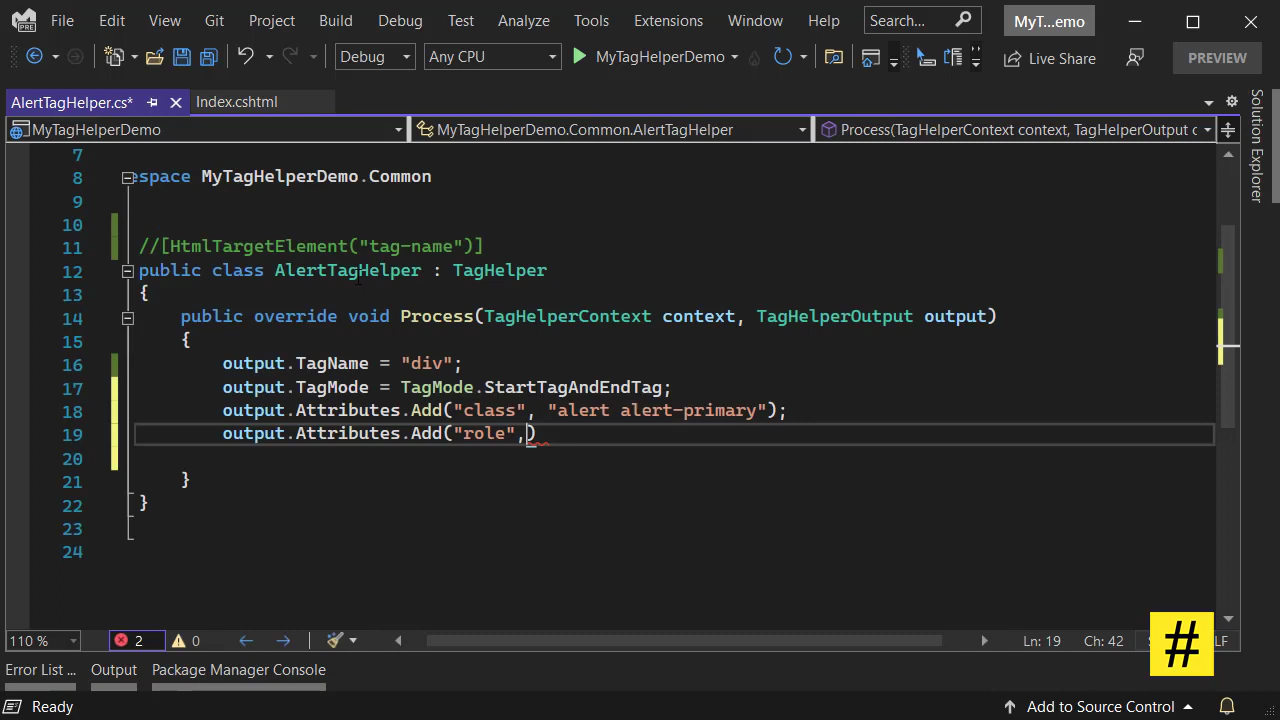 File Edit View Git Project Build Debug Test Analyze Tools Extensions Window Help Search... MyT...emo
Debug Any CPU MyTagHelperDemo Live Share PREVIEW
AlertTagHelper.cs* Index.cshtml
MyTagHelperDemo MyTagHelperDemo.Common.AlertTagHelper Process(TagHelperContext context, TagHelperOutput c
Solution Explorer
7
8 espace MyTagHelperDemo.Common
9
10
11 //[HtmlTargetElement("tag-name")]
12 public class AlertTagHelper : TagHelper
13 {
14 public override void Process(TagHelperContext context, TagHelperOutput output)
15 {
16 output.TagName = "div";
17 output.TagMode = TagMode.StartTagAndEndTag;
18 output.Attributes.Add("class", "alert alert-primary");
19 output.Attributes.Add("role",)
20
21 }
22 }
23
24
110 % 2 0 Ln: 19 Ch: 42 LF
#
Error List ... Output Package Manager Console
Ready Add to Source Control